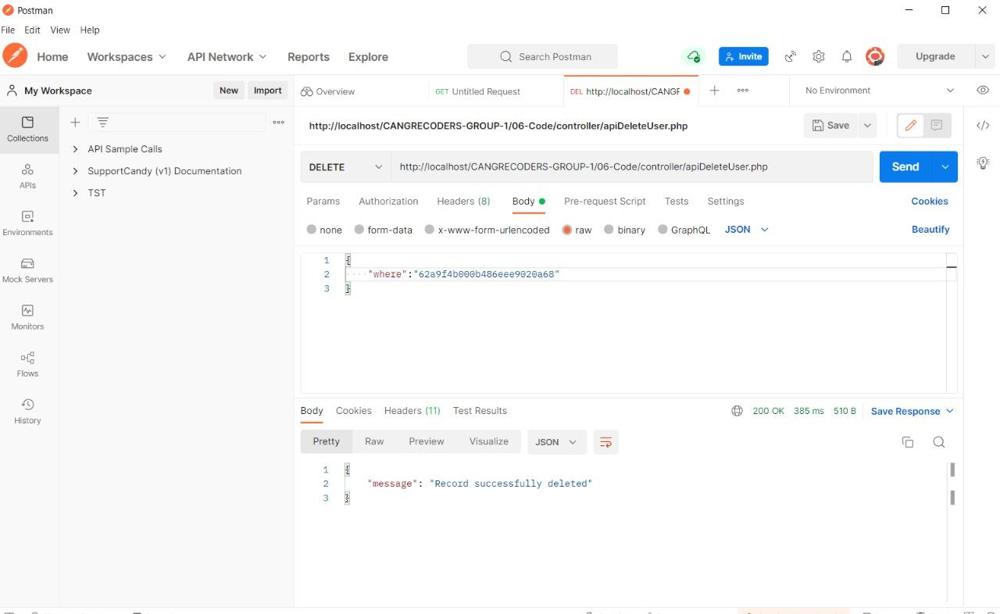 Postman
File Edit View Help
Home Workspaces API Network Reports Explore Search Postman Invite Upgrade
My Workspace New Import Overview GET Untitled Request DEL http://localhost/CANGF No Environment
Collections
APIs
Environments
Mock Servers
Monitors
Flows
History
API Sample Calls
SupportCandy (v1) Documentation
TST
http://localhost/CANGRECODERS-GROUP-1/06-Code/controller/apiDeleteUser.php Save
DELETE http://localhost/CANGRECODERS-GROUP-1/06-Code/controller/apiDeleteUser.php Send
Params Authorization Headers (8) Body Pre-request Script Tests Settings Cookies
none form-data x-www-form-urlencoded raw binary GraphQL JSON Beautify
1 {
2 "where":"62a9f4b000b486eee9020a68"
3 }
Body Cookies Headers (11) Test Results 200 OK 385 ms 510 B Save Response
Pretty Raw Preview Visualize JSON
1 {
2 "message": "Record successfully deleted"
3 }